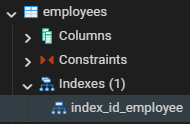 employees
Columns
Constraints
Indexes (1)
index_id_employee